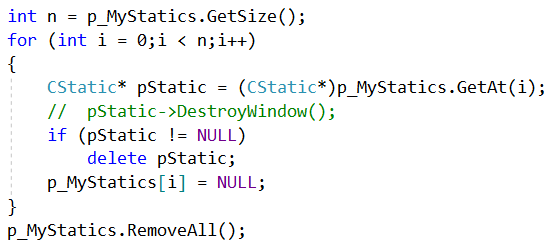 int n = p_MyStatics.GetSize();
for (int i = 0;i < n;i++)
{
    CStatic* pStatic = (CStatic*)p_MyStatics.GetAt(i);
    //  pStatic->DestroyWindow();
    if (pStatic != NULL)
        delete pStatic;
    p_MyStatics[i] = NULL;
}
p_MyStatics.RemoveAll();